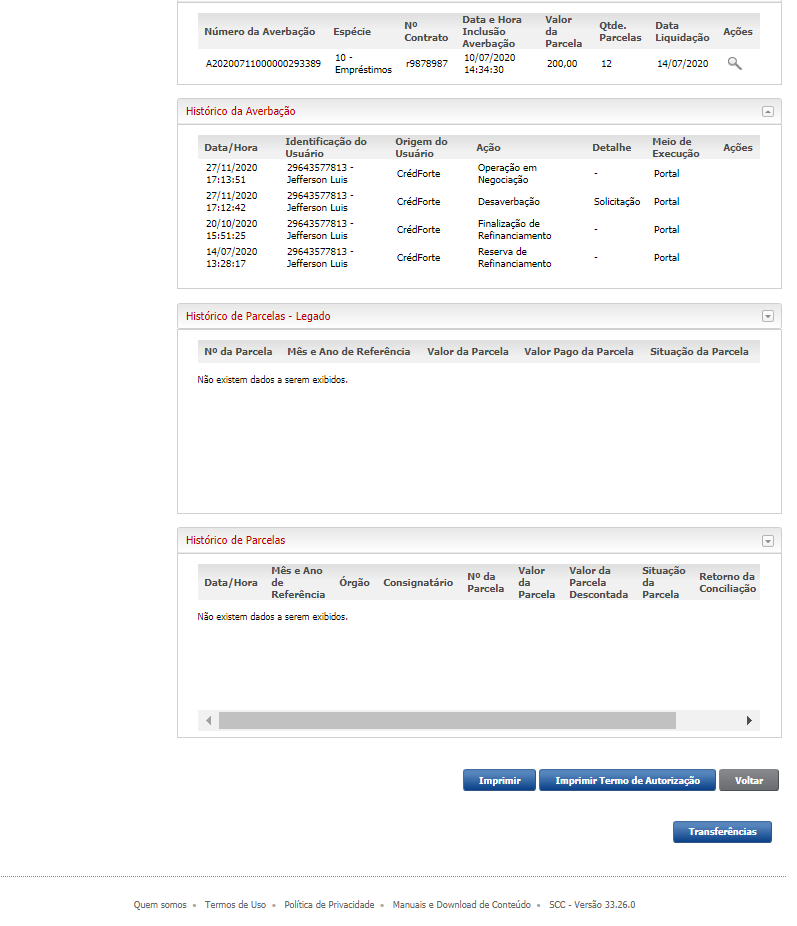 Número da Averbação Espécie Nº Contrato Data e Hora Inclusão Averbação Valor da Parcela Qtde. Parcelas Data Liquidação Ações
A20200711000000293389 10 - Empréstimos r9878987 10/07/2020 14:34:30 200,00 12 14/07/2020
Histórico da Averbação
Data/Hora Identificação do Usuário Origem do Usuário Ação Detalhe Meio de Execução Ações
27/11/2020 17:13:51 29643577813 - Jefferson Luis CrédForte Operação em Negociação - Portal
27/11/2020 17:12:42 29643577813 - Jefferson Luis CrédForte Desaverbação Solicitação Portal
20/10/2020 15:51:25 29643577813 - Jefferson Luis CrédForte Finalização de Refinanciamento - Portal
14/07/2020 13:28:17 29643577813 - Jefferson Luis CrédForte Reserva de Refinanciamento - Portal
Histórico de Parcelas - Legado
Nº da Parcela Mês e Ano de Referência Valor da Parcela Valor Pago da Parcela Situação da Parcela
Não existem dados a serem exibidos.
Histórico de Parcelas
Data/Hora Mês e Ano de Referência Órgão Consignatário Nº da Parcela Valor da Parcela Valor da Parcela Descontada Situação da Parcela Retorno da Conciliação
Não existem dados a serem exibidos.
Imprimir Imprimir Termo de Autorização Voltar
Transferências
Quem somos • Termos de Uso • Política de Privacidade • Manuais e Download de Conteúdo • SCC - Versão 33.26.0